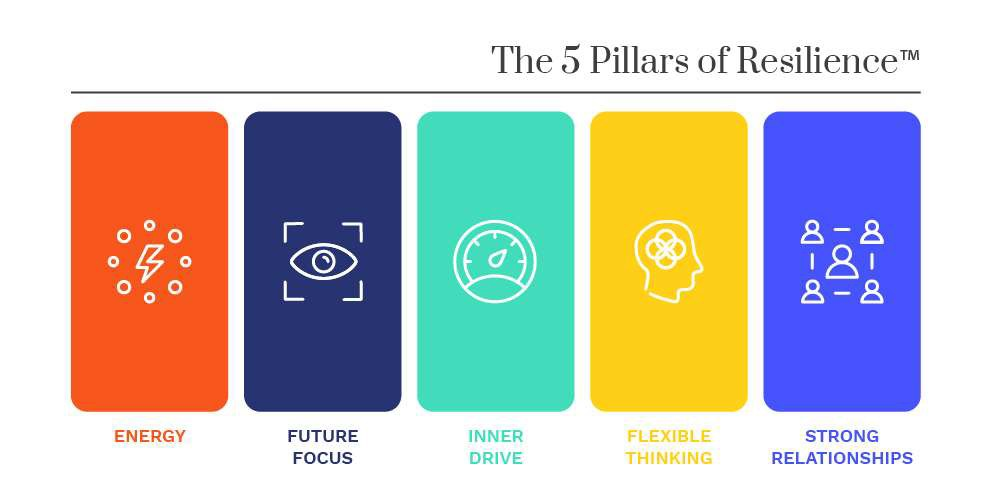 The 5 Pillars of Resilience™
ENERGY
FUTURE
FOCUS
INNER
DRIVE
FLEXIBLE
THINKING
STRONG
RELATIONSHIPS